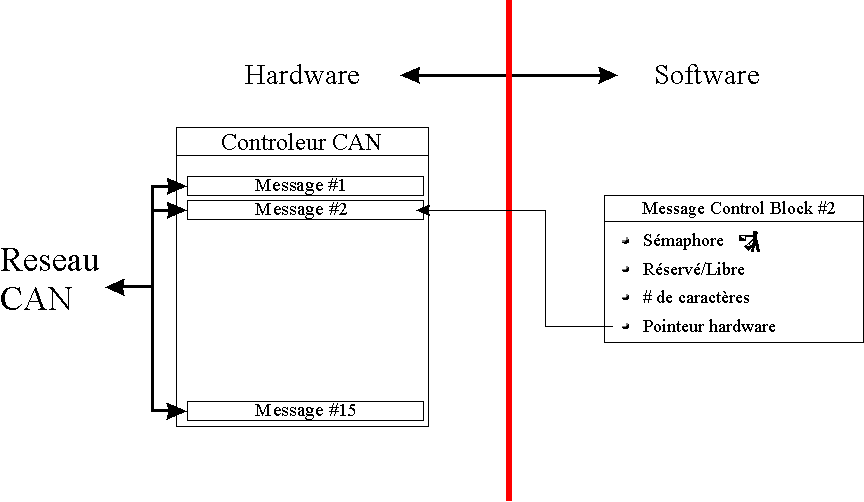 Hardware
Software
Controleur CAN
Message #1
Message #2
Message #15
Reseau
CAN
Message Control Block #2
Sémaphore
Réservé/Libre
# de caractères
Pointeur hardware